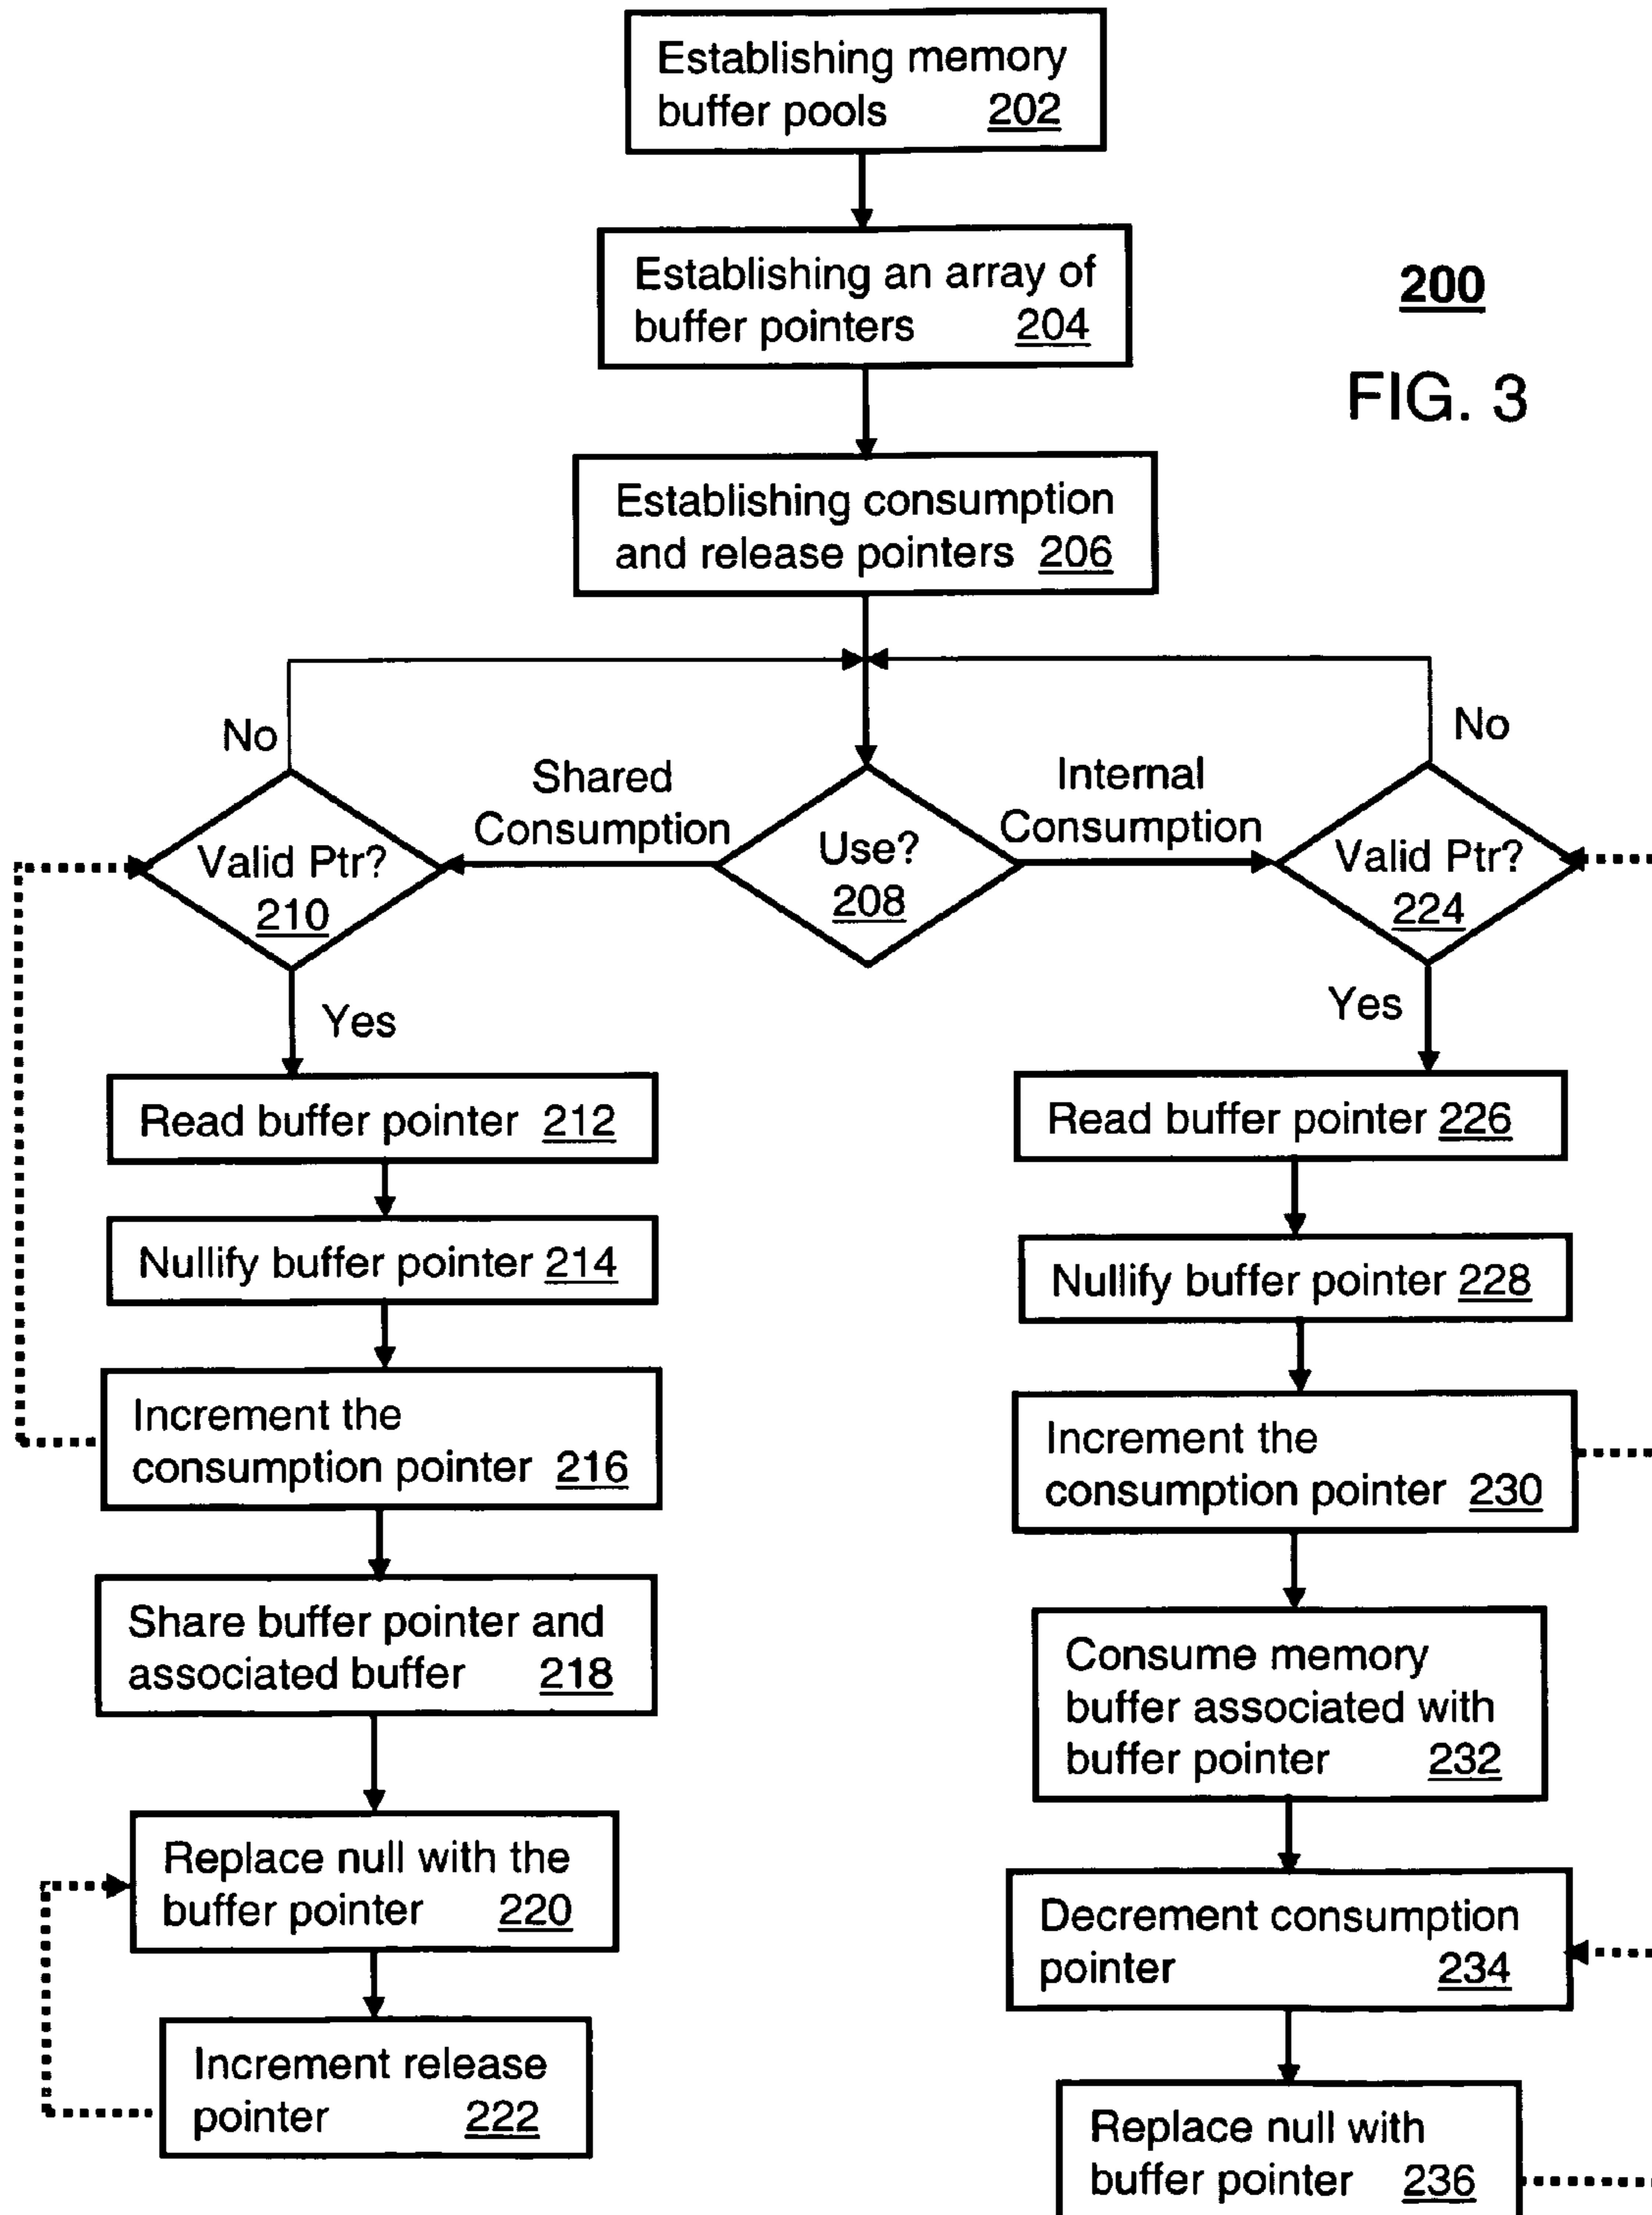 Establishing memory
buffer pools 202
Establishing an array of
buffer pointers 204
200
FIG. 3
Establishing consumption
and release pointers 206
No
No
Shared
Consumption
Internal
Consumption
Valid Ptr?
210
Use?
208
Valid Ptr?
224
Yes
Yes
Read buffer pointer 212
Nullify buffer pointer 214
Increment the
consumption pointer 216
Share buffer pointer and
associated buffer 218
Replace null with the
buffer pointer 220
Increment release
pointer 222
Read buffer pointer 226
Nullify buffer pointer 228
Increment the
consumption pointer 230
Consume memory
buffer associated with
buffer pointer 232
Decrement consumption
pointer 234
Replace null with
buffer pointer 236